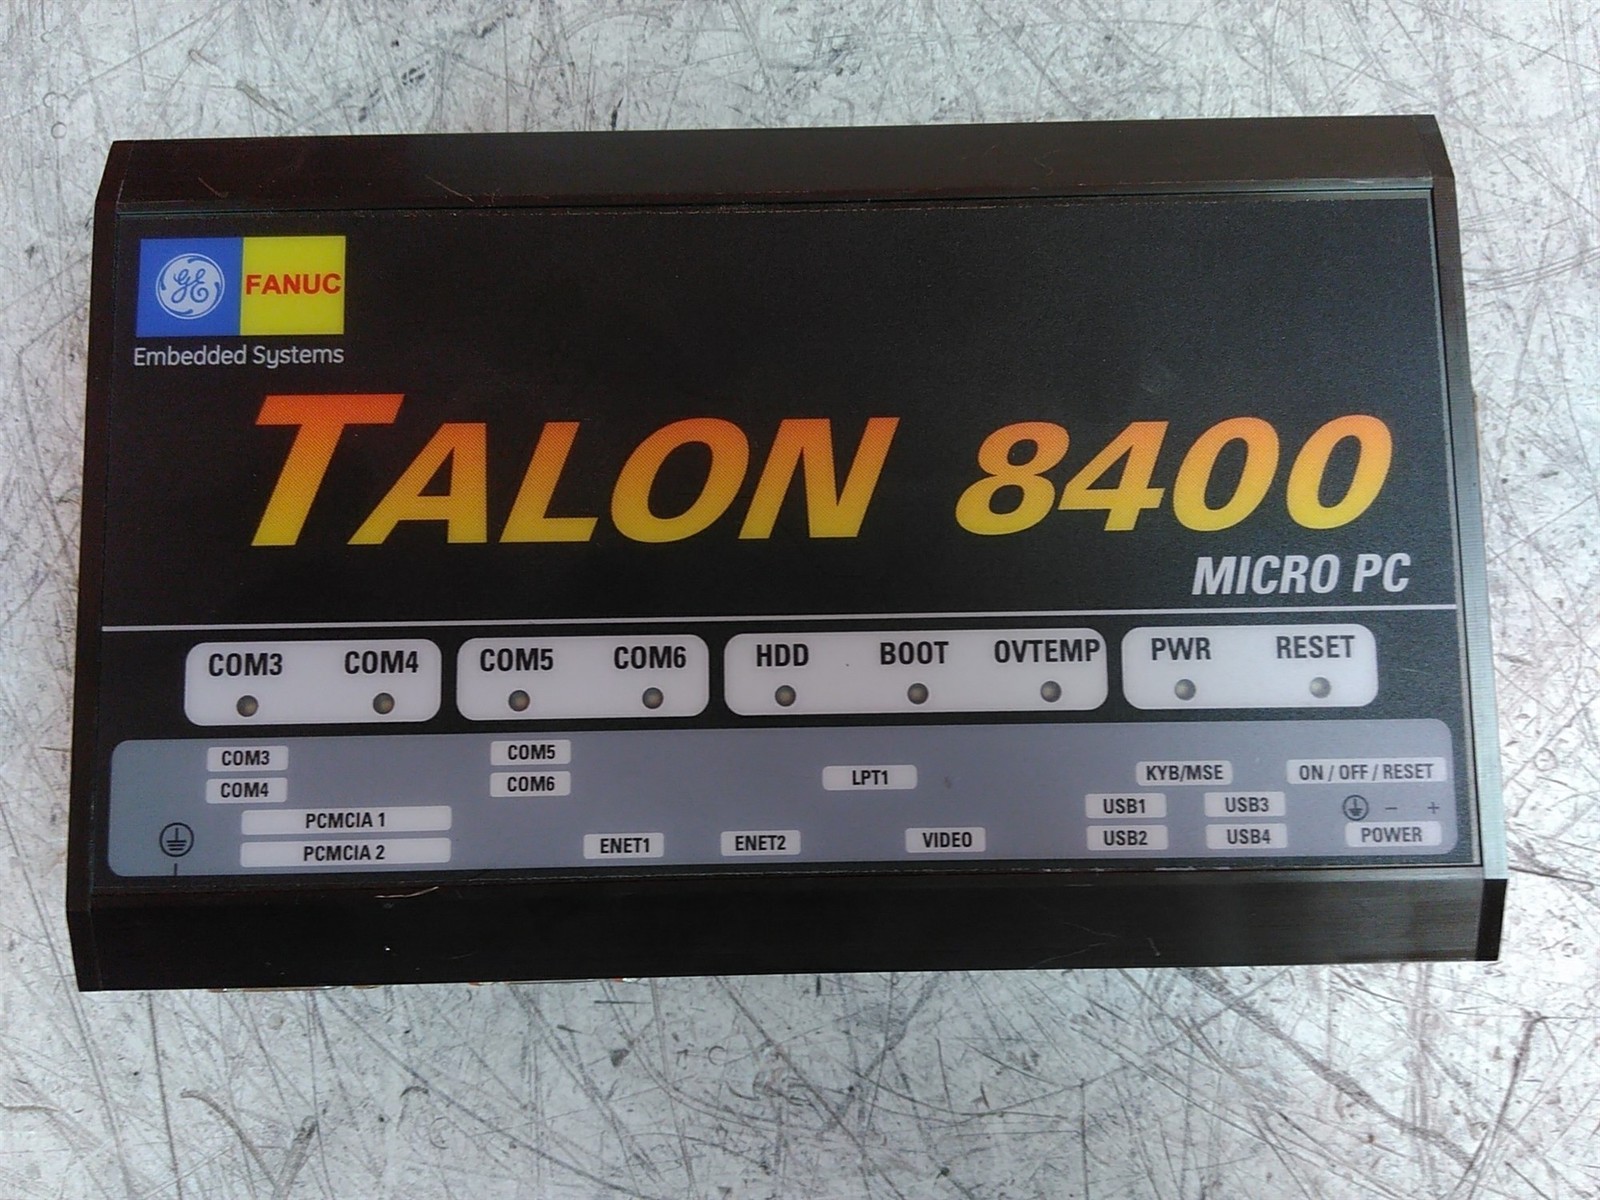 GE FANUC
Embedded Systems
TALON 8400
MICRO PC
COM3 COM4 COM5 COM6 HDD BOOT OVTEMP PWR RESET
COM3 COM5 LPT1 KYB/MSE ON / OFF / RESET
COM4 COM6 USB1 USB3 - +
PCMCIA 1
PCMCIA 2 ENET1 ENET2 VIDEO USB2 USB4 POWER